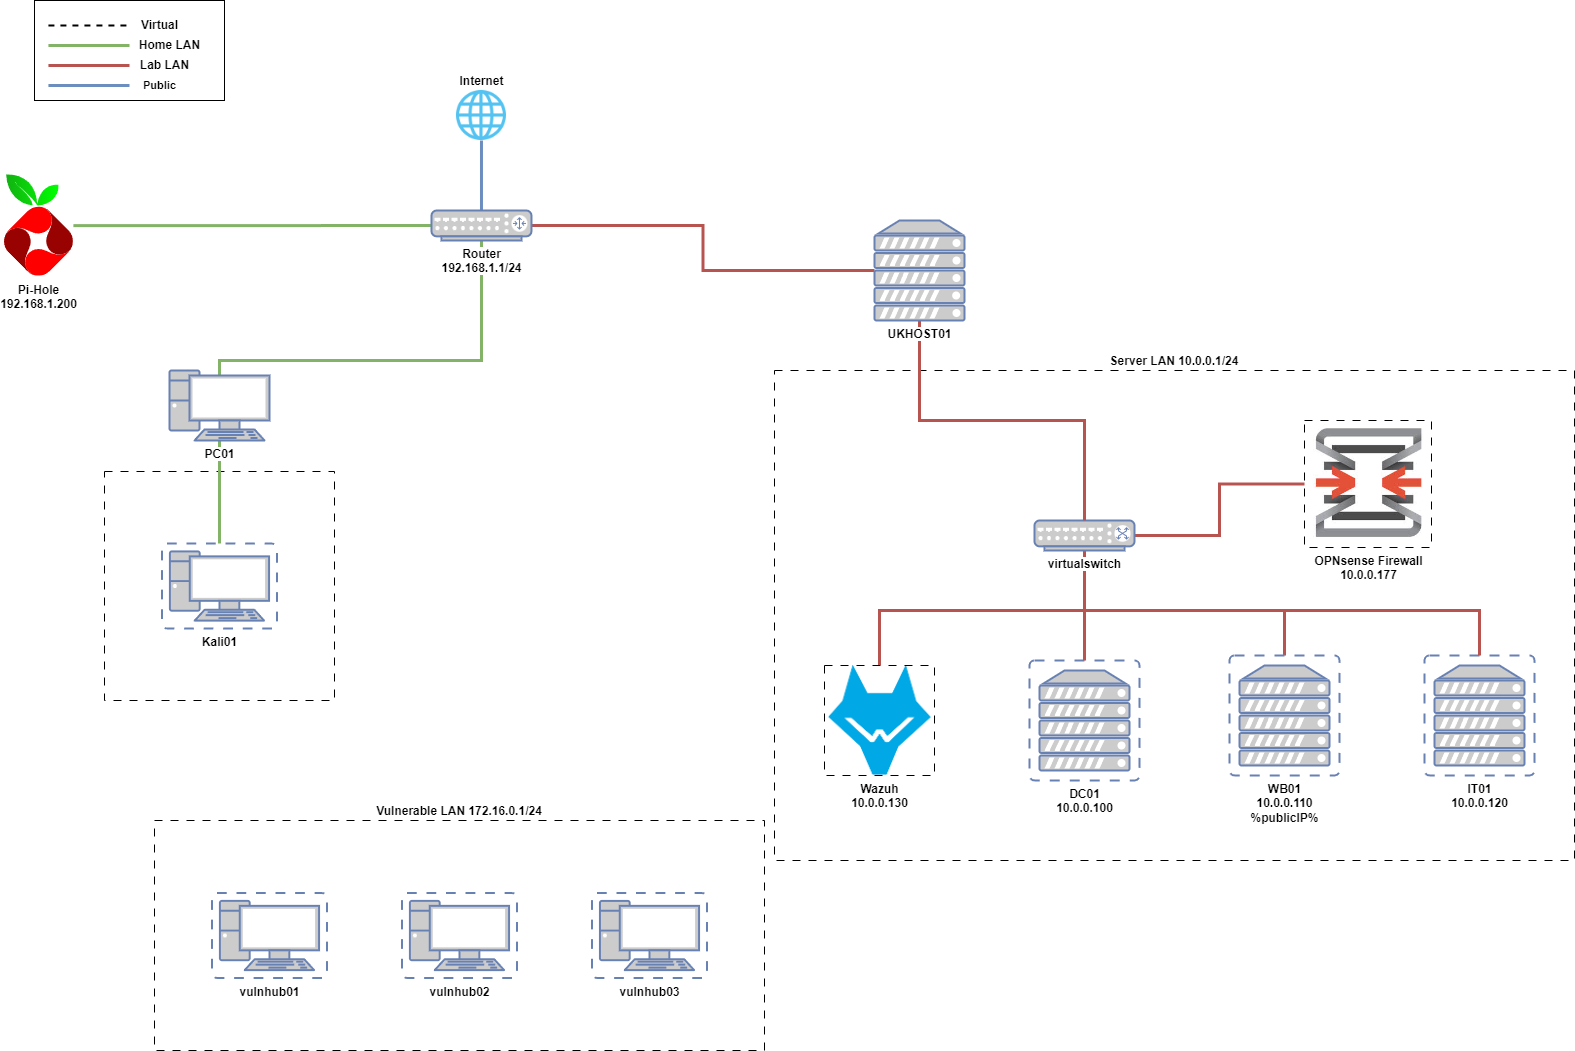 Virtual
Home LAN
Lab LAN
Public
Internet
Router
192.168.1.1/24
Pi-Hole
192.168.1.200
UKHOST01
Server LAN 10.0.0.1/24
PC01
OPNsense Firewall
10.0.0.177
virtualswitch
Kali01
Wazuh
10.0.0.130
DC01
10.0.0.100
WB01
10.0.0.110
%publicIP%
IT01
10.0.0.120
Vulnerable LAN 172.16.0.1/24
vulnhub01
vulnhub02
vulnhub03